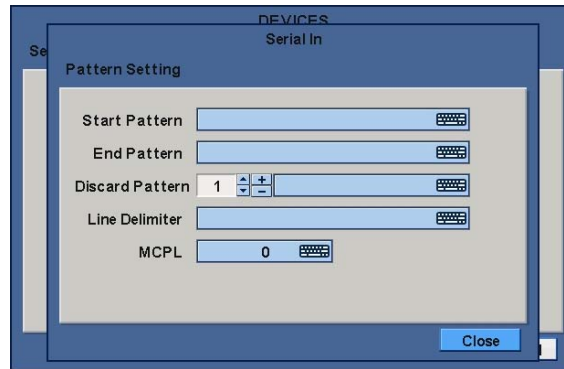 DEVICES
Serial In
Se
Pattern Setting
Start Pattern
End Pattern
Discard Pattern 1 + −
Line Delimiter
MCPL 0
Close